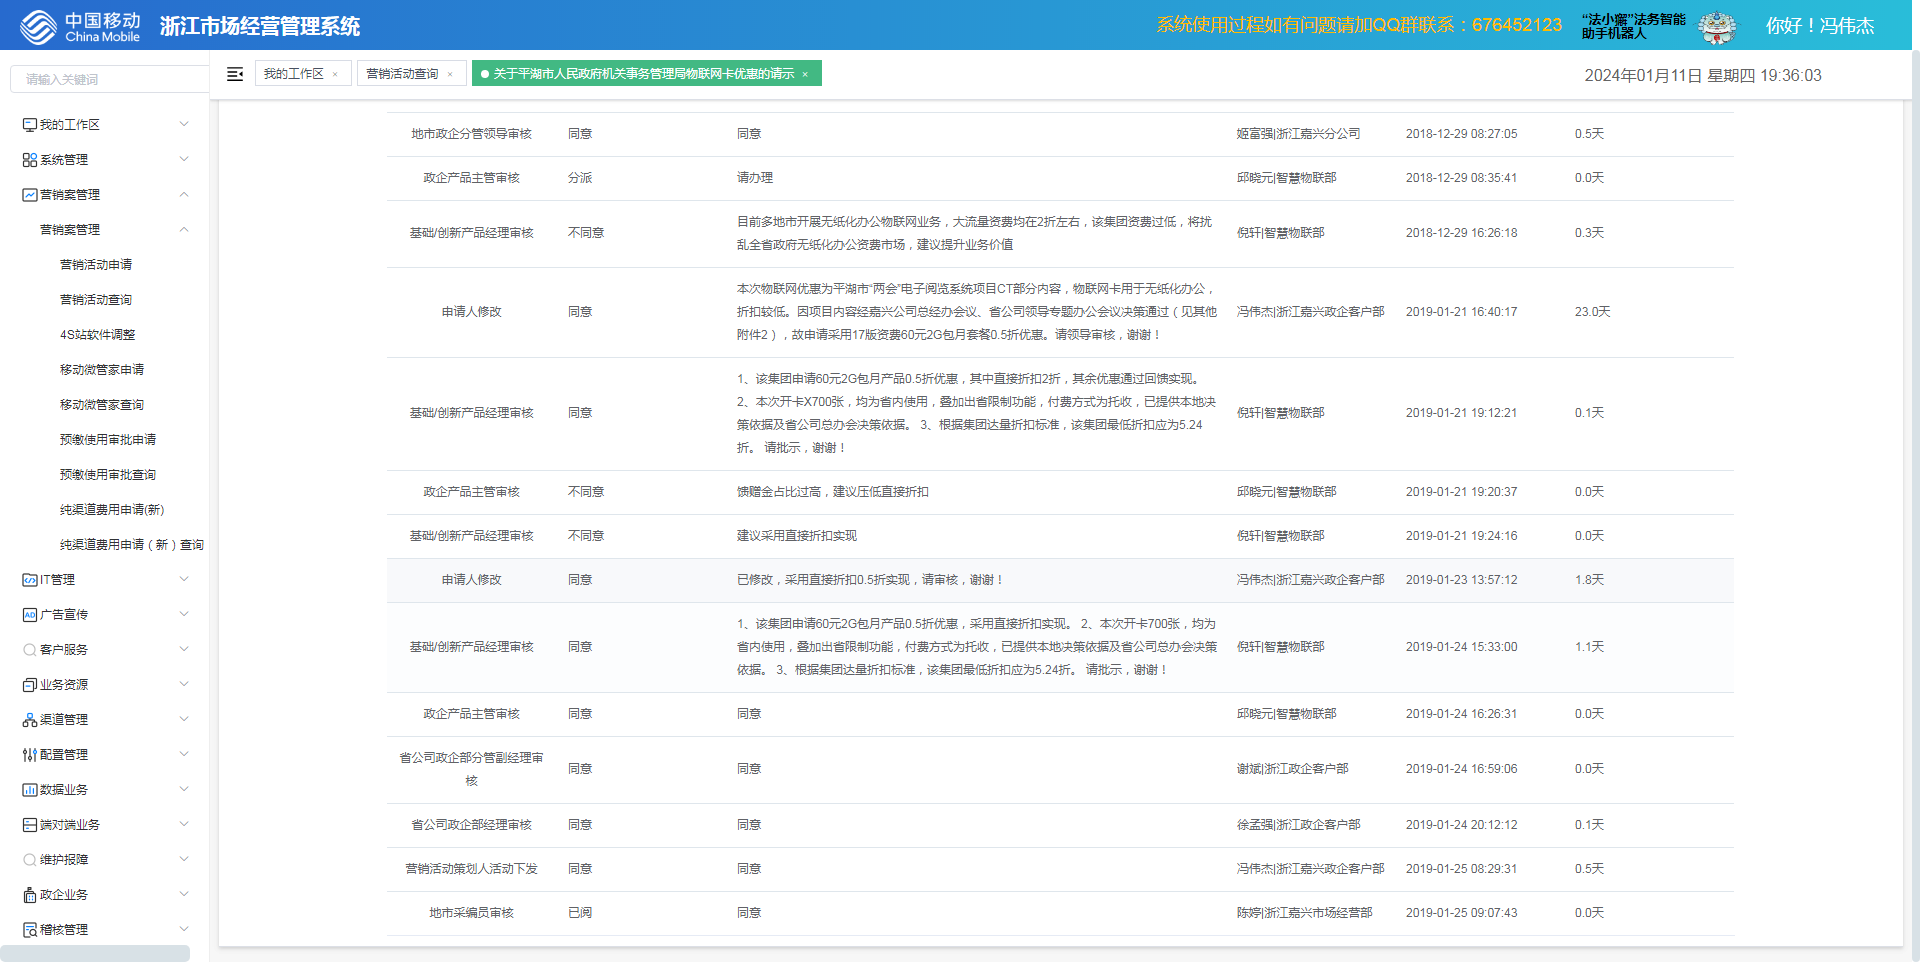 中国移动
China Mobile
浙江市场经营管理系统
系统使用过程如有问题请加QQ群联系：676452123
“法小獬”法务智能
助手机器人
你好！冯伟杰
请输入关键词
我的工作区 ×
营销活动查询 ×
关于平湖市人民政府机关事务管理局物联网卡优惠的请示 ×
2024年01月11日 星期四 19:36:03
我的工作区
系统管理
营销案管理
营销案管理
营销活动申请
营销活动查询
4S站软件调整
移动微管家申请
移动微管家查询
预缴使用审批申请
预缴使用审批查询
纯渠道费用申请(新)
纯渠道费用申请（新）查询
IT管理
AD 广告宣传
客户服务
业务资源
渠道管理
配置管理
数据业务
端对端业务
维护报障
政企业务
稽核管理
地市政企分管领导审核 同意 同意 姬富强|浙江嘉兴分公司 2018-12-29 08:27:05 0.5天
政企产品主管审核 分派 请办理 邱晓元|智慧物联部 2018-12-29 08:35:41 0.0天
基础/创新产品经理审核 不同意 目前多地市开展无纸化办公物联网业务，大流量资费均在2折左右，该集团资费过低，将扰
乱全省政府无纸化办公资费市场，建议提升业务价值 倪轩|智慧物联部 2018-12-29 16:26:18 0.3天
本次物联网优惠为平湖市“两会”电子阅览系统项目CT部分内容，物联网卡用于无纸化办公，
申请人修改 同意 折扣较低。因项目内容经嘉兴公司总经办会议、省公司领导专题办公会议决策通过（见其他 冯伟杰|浙江嘉兴政企客户部 2019-01-21 16:40:17 23.0天
附件2），故申请采用17版资费60元2G包月套餐0.5折优惠。请领导审核，谢谢！
1、该集团申请60元2G包月产品0.5折优惠，其中直接折扣2折，其余优惠通过回馈实现。
2、本次开卡X700张，均为省内使用，叠加出省限制功能，付费方式为托收，已提供本地决
基础/创新产品经理审核 同意 策依据及省公司总办会决策依据。 3、根据集团达量折扣标准，该集团最低折扣应为5.24 倪轩|智慧物联部 2019-01-21 19:12:21 0.1天
折。 请批示，谢谢！
政企产品主管审核 不同意 馈赠金占比过高，建议压低直接折扣 邱晓元|智慧物联部 2019-01-21 19:20:37 0.0天
基础/创新产品经理审核 不同意 建议采用直接折扣实现 倪轩|智慧物联部 2019-01-21 19:24:16 0.0天
申请人修改 同意 已修改，采用直接折扣0.5折实现，请审核，谢谢！ 冯伟杰|浙江嘉兴政企客户部 2019-01-23 13:57:12 1.8天
1、该集团申请60元2G包月产品0.5折优惠，采用直接折扣实现。 2、本次开卡700张，均为
基础/创新产品经理审核 同意 省内使用，叠加出省限制功能，付费方式为托收，已提供本地决策依据及省公司总办会决策 倪轩|智慧物联部 2019-01-24 15:33:00 1.1天
依据。 3、根据集团达量折扣标准，该集团最低折扣应为5.24折。 请批示，谢谢！
政企产品主管审核 同意 同意 邱晓元|智慧物联部 2019-01-24 16:26:31 0.0天
省公司政企部分管副经理审
核 同意 同意 谢斌|浙江政企客户部 2019-01-24 16:59:06 0.0天
省公司政企部经理审核 同意 同意 徐孟强|浙江政企客户部 2019-01-24 20:12:12 0.1天
营销活动策划人活动下发 同意 同意 冯伟杰|浙江嘉兴政企客户部 2019-01-25 08:29:31 0.5天
地市采编员审核 已阅 同意 陈婷|浙江嘉兴市场经营部 2019-01-25 09:07:43 0.0天